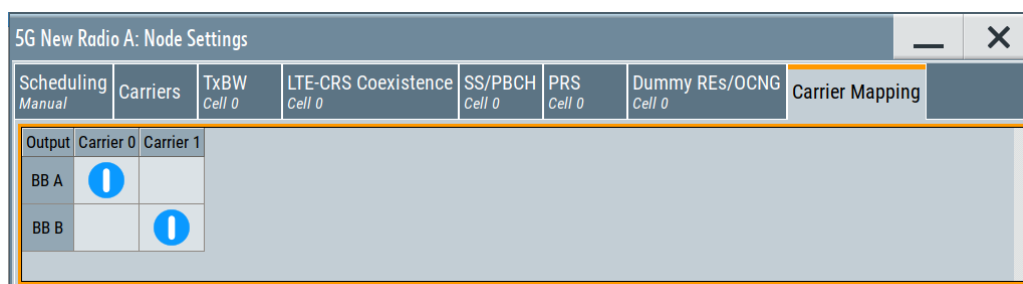 5G New Radio A: Node Settings
Scheduling
Manual
Carriers
TxBW
Cell 0
LTE-CRS Coexistence
Cell 0
SS/PBCH
Cell 0
PRS
Cell 0
Dummy REs/OCNG
Cell 0
Carrier Mapping
Output Carrier 0 Carrier 1
BB A
BB B